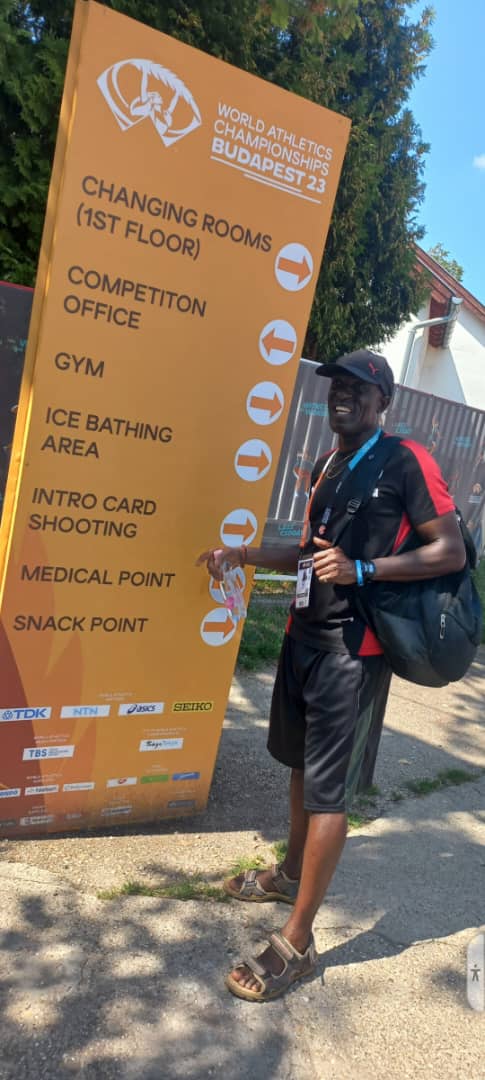 WORLD ATHLETICS
CHAMPIONSHIPS
BUDAPEST 23
CHANGING ROOMS
(1ST FLOOR)
COMPETITON
OFFICE
GYM
ICE BATHING
AREA
INTRO CARD
SHOOTING
MEDICAL POINT
SNACK POINT
TDK
NTN
asics
SEIKO
TBS